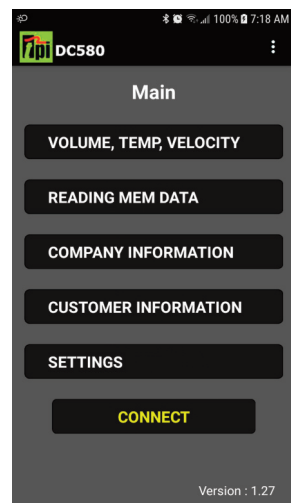 100% 7:18 AM
tpi DC580
Main
VOLUME, TEMP, VELOCITY
READING MEM DATA
COMPANY INFORMATION
CUSTOMER INFORMATION
SETTINGS
CONNECT
Version : 1.27